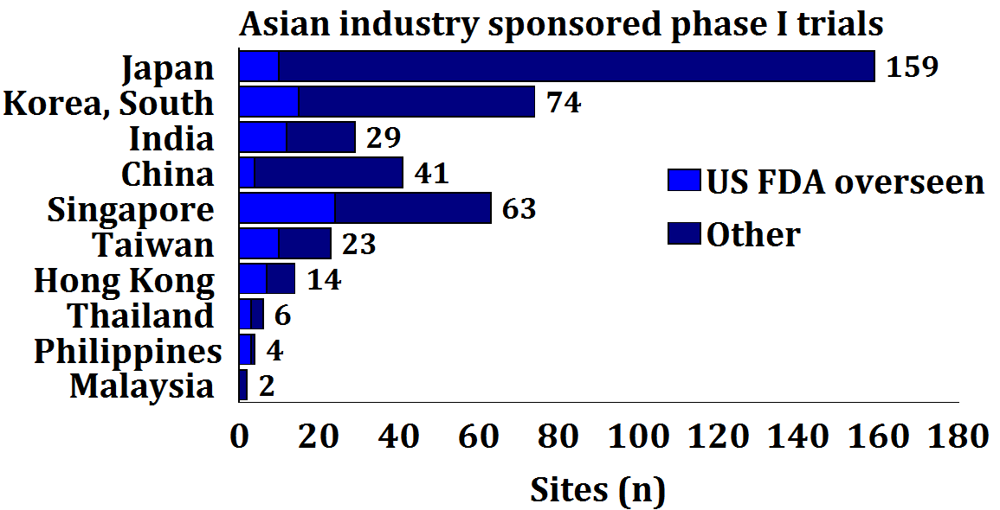 Asian industry sponsored phase I trials
Japan 159
Korea, South 74
India 29
China 41
Singapore 63
Taiwan 23
Hong Kong 14
Thailand 6
Philippines 4
Malaysia 2
US FDA overseen
Other
0 20 40 60 80 100 120 140 160 180
Sites (n)